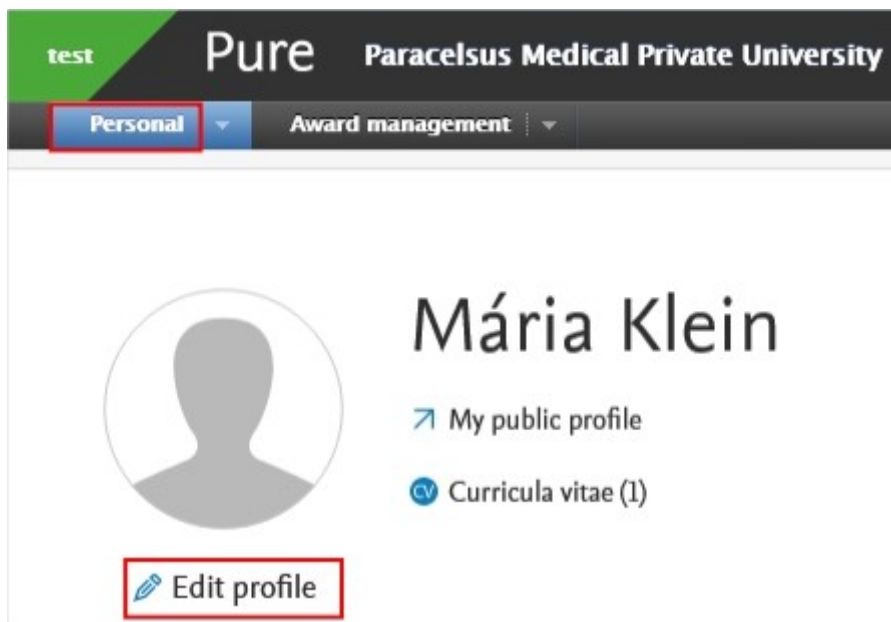 test Pure Paracelsus Medical Private University
Personal Award management
Mária Klein
My public profile
CV Curricula vitae (1)
Edit profile